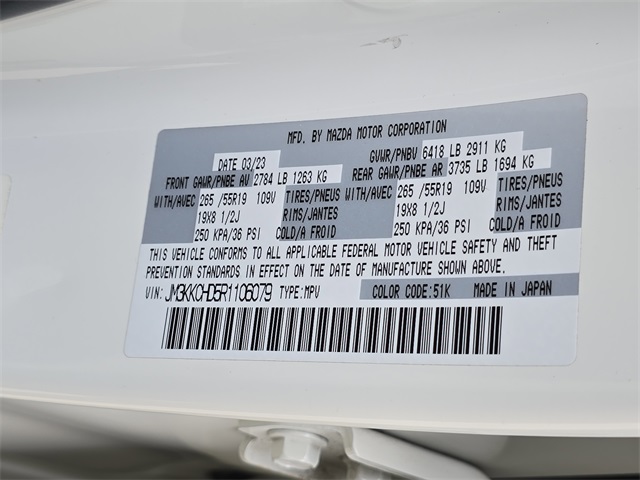 MFD. BY MAZDA MOTOR CORPORATION
DATE 03/23 GVWR/PNBV 6418 LB 2911 KG
FRONT GAWR/PNBE AV 2784 LB 1263 KG REAR GAWR/PNBE AR 3735 LB 1694 KG
WITH/AVEC 265 /55R19 109V TIRES/PNEUS WITH/AVEC 265 /55R19 109V TIRES/PNEUS
19X8 1/2J RIMS/JANTES 19X8 1/2J RIMS/JANTES
250 KPA/36 PSI COLD/A FROID 250 KPA/36 PSI COLD/A FROID
THIS VEHICLE CONFORMS TO ALL APPLICABLE FEDERAL MOTOR VEHICLE SAFETY AND THEFT
PREVENTION STANDARDS IN EFFECT ON THE DATE OF MANUFACTURE SHOWN ABOVE.
VIN: JM3KKCHD5R1106079 TYPE: MPV COLOR CODE: 51K MADE IN JAPAN